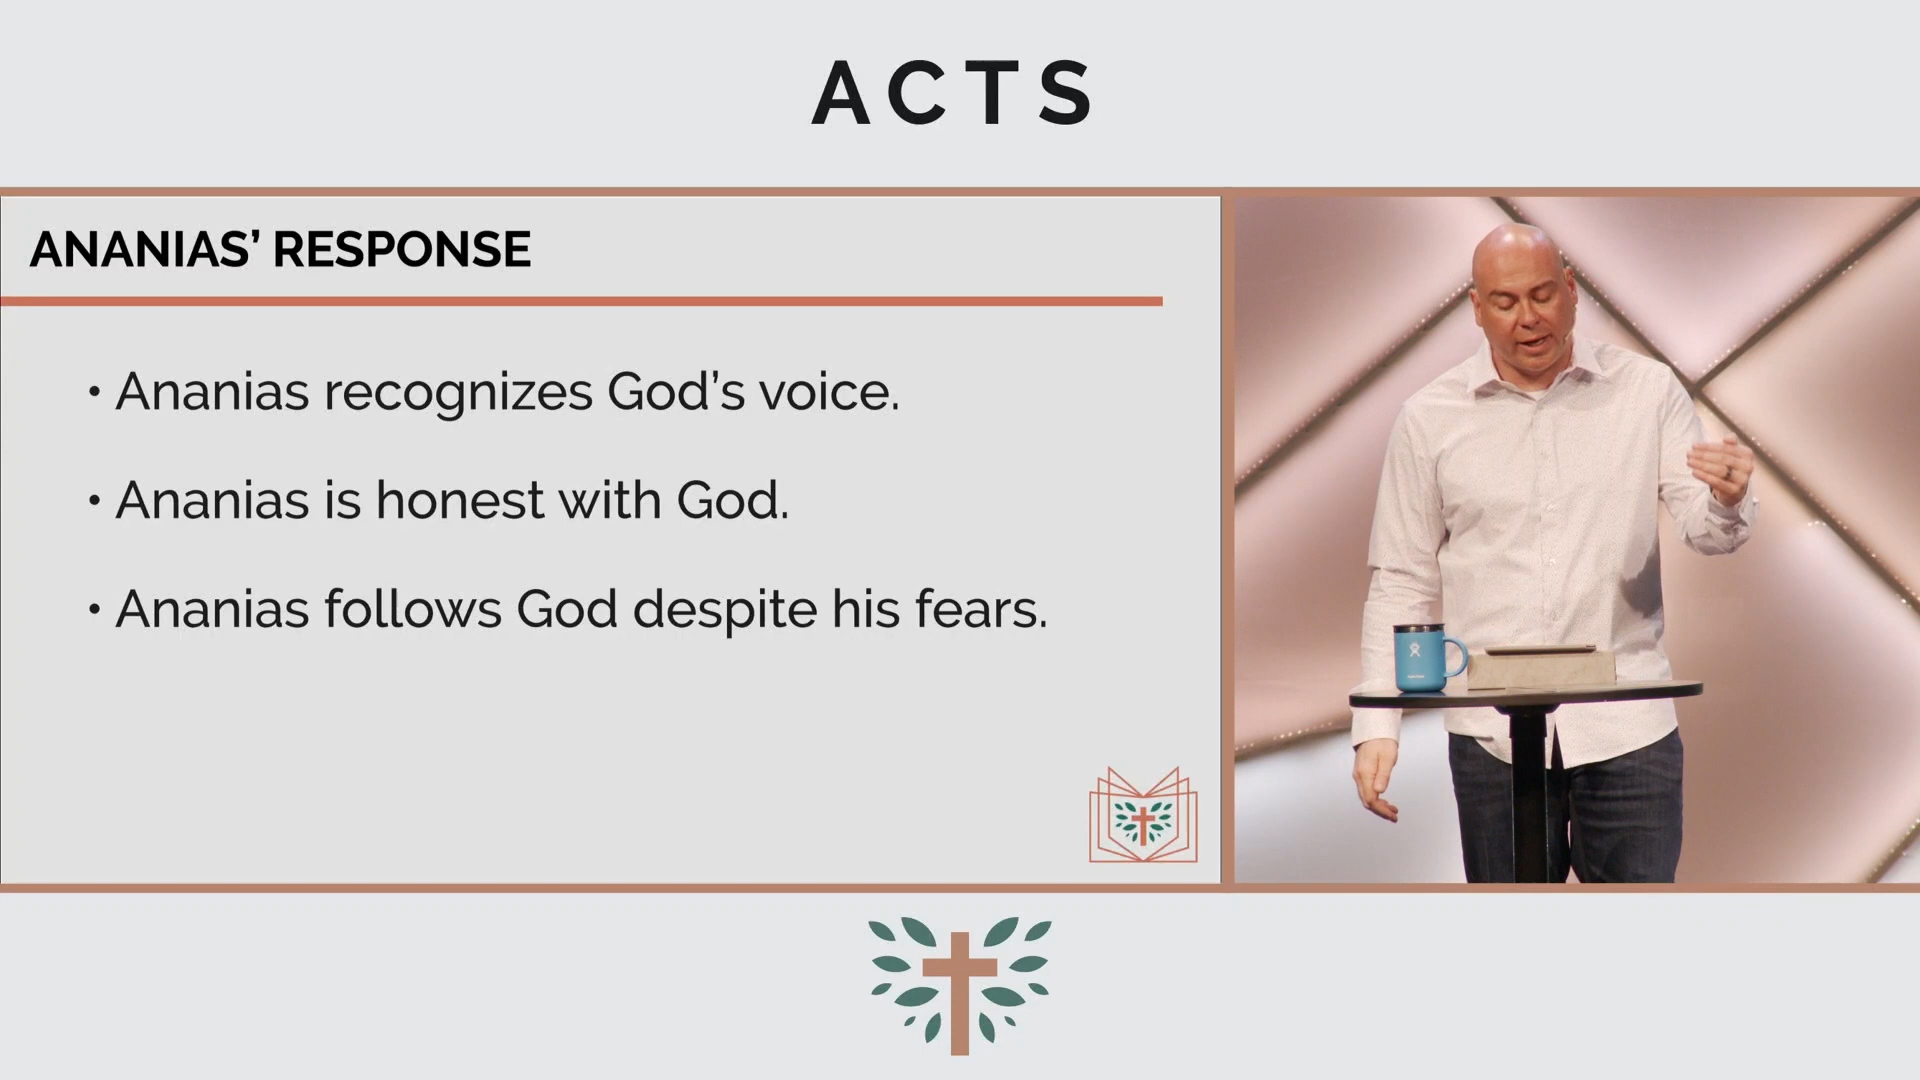 ACTS
ANANIAS’ RESPONSE
• Ananias recognizes God’s voice.
• Ananias is honest with God.
• Ananias follows God despite his fears.